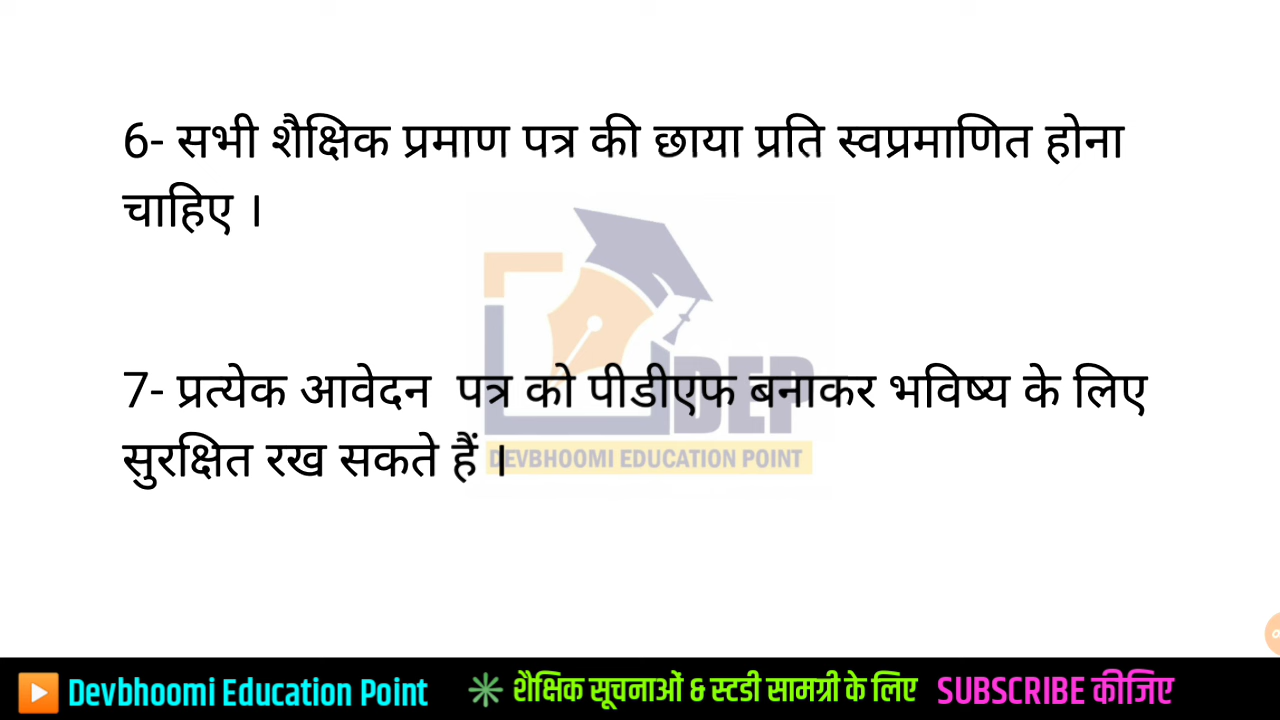 6- सभी शैक्षिक प्रमाण पत्र की छाया प्रति स्वप्रमाणित होना
चाहिए ।
7- प्रत्येक आवेदन  पत्र को पीडीएफ बनाकर भविष्य के लिए
सुरक्षित रख सकते हैं ।
DEP
DEVBHOOMI EDUCATION POINT
Devbhoomi Education Point ✳ शैक्षिक सूचनाओं & स्टडी सामग्री के लिए SUBSCRIBE कीजिए